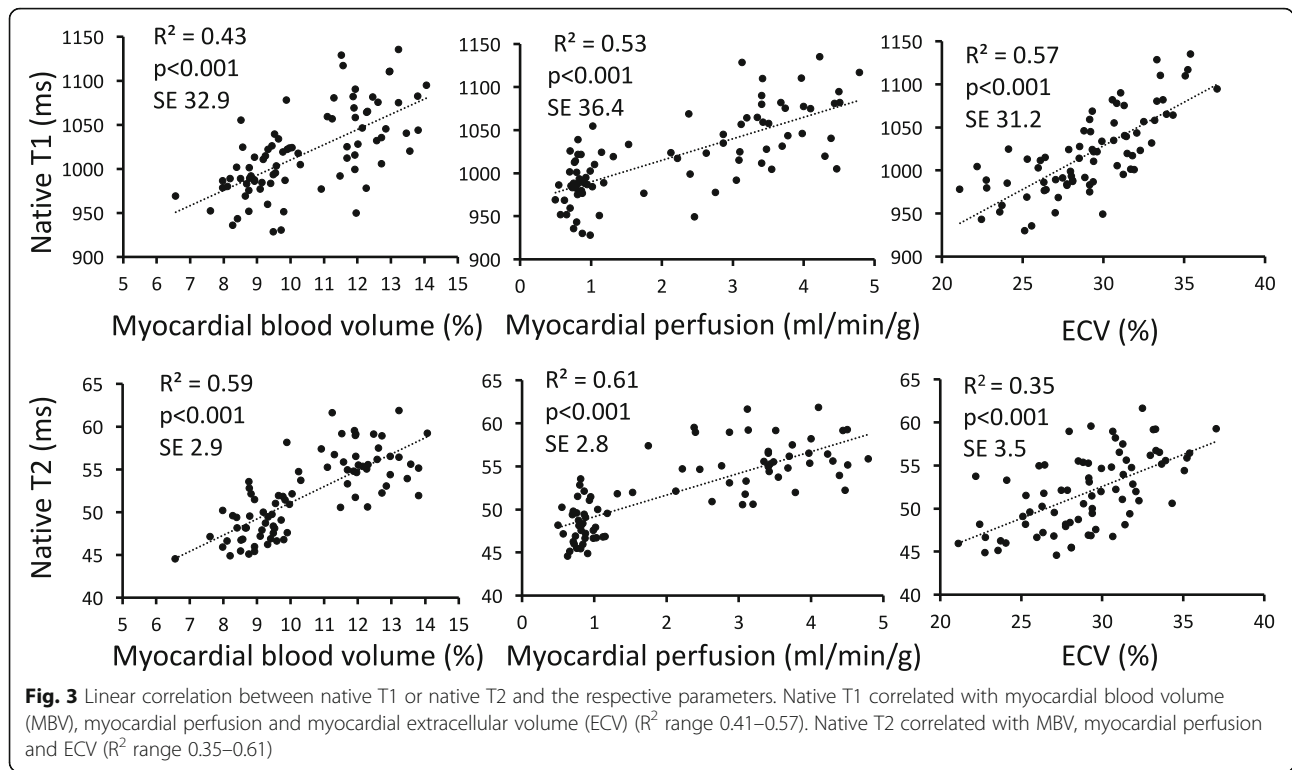 R² = 0.43
p<0.001
SE 32.9
Native T1 (ms)
1150
1100
1050
1000
950
900
5 6 7 8 9 10 11 12 13 14 15
Myocardial blood volume (%)
R² = 0.53
p<0.001
SE 36.4
1150
1100
1050
1000
950
900
0 1 2 3 4 5
Myocardial perfusion (ml/min/g)
R² = 0.57
p<0.001
SE 31.2
1150
1100
1050
1000
950
900
20 25 30 35 40
ECV (%)
R² = 0.59
p<0.001
SE 2.9
Native T2 (ms)
65
60
55
50
45
40
5 6 7 8 9 10 11 12 13 14 15
Myocardial blood volume (%)
R² = 0.61
p<0.001
SE 2.8
65
60
55
50
45
40
0 1 2 3 4 5
Myocardial perfusion (ml/min/g)
R² = 0.35
p<0.001
SE 3.5
65
60
55
50
45
40
20 25 30 35 40
ECV (%)
Fig. 3 Linear correlation between native T1 or native T2 and the respective parameters. Native T1 correlated with myocardial blood volume
(MBV), myocardial perfusion and myocardial extracellular volume (ECV) (R² range 0.41–0.57). Native T2 correlated with MBV, myocardial perfusion
and ECV (R² range 0.35–0.61)